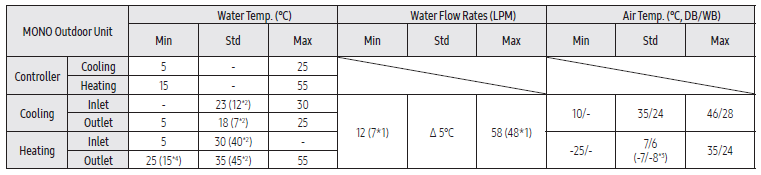 MONO Outdoor Unit Water Temp. (°C) Water Flow Rates (LPM) Air Temp. (°C, DB/WB)
Min Std Max Min Std Max Min Std Max
Controller Cooling 5 - 25
Heating 15 - 55
Cooling Inlet - 23 (12*2) 30 12 (7*1) Δ 5°C 58 (48*1) 10/- 35/24 46/28
Outlet 5 18 (7*2) 25
Heating Inlet 5 30 (40*2) - -25/- 7/6 35/24
(-7/-8*3)
Outlet 25 (15*4) 35 (45*2) 55